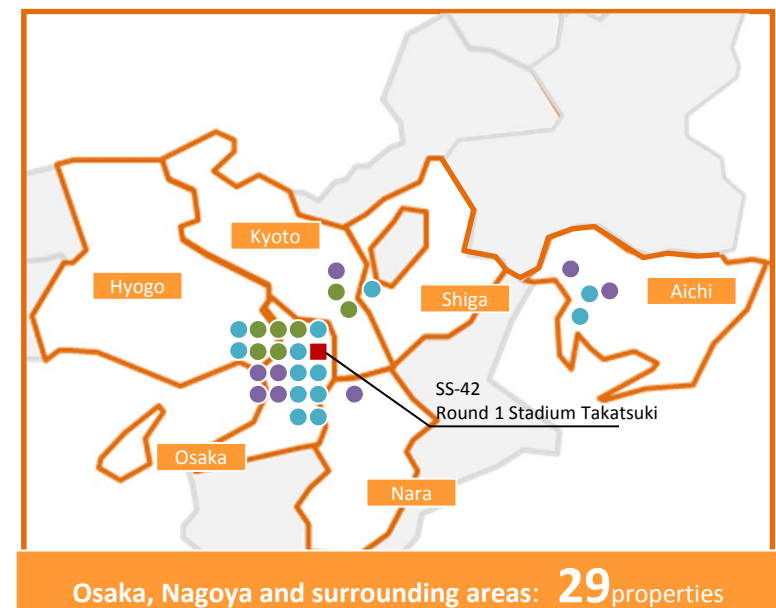 Kyoto
Hyogo
Shiga
Aichi
SS-42
Round 1 Stadium Takatsuki
Osaka
Nara
Osaka, Nagoya and surrounding areas: 29properties